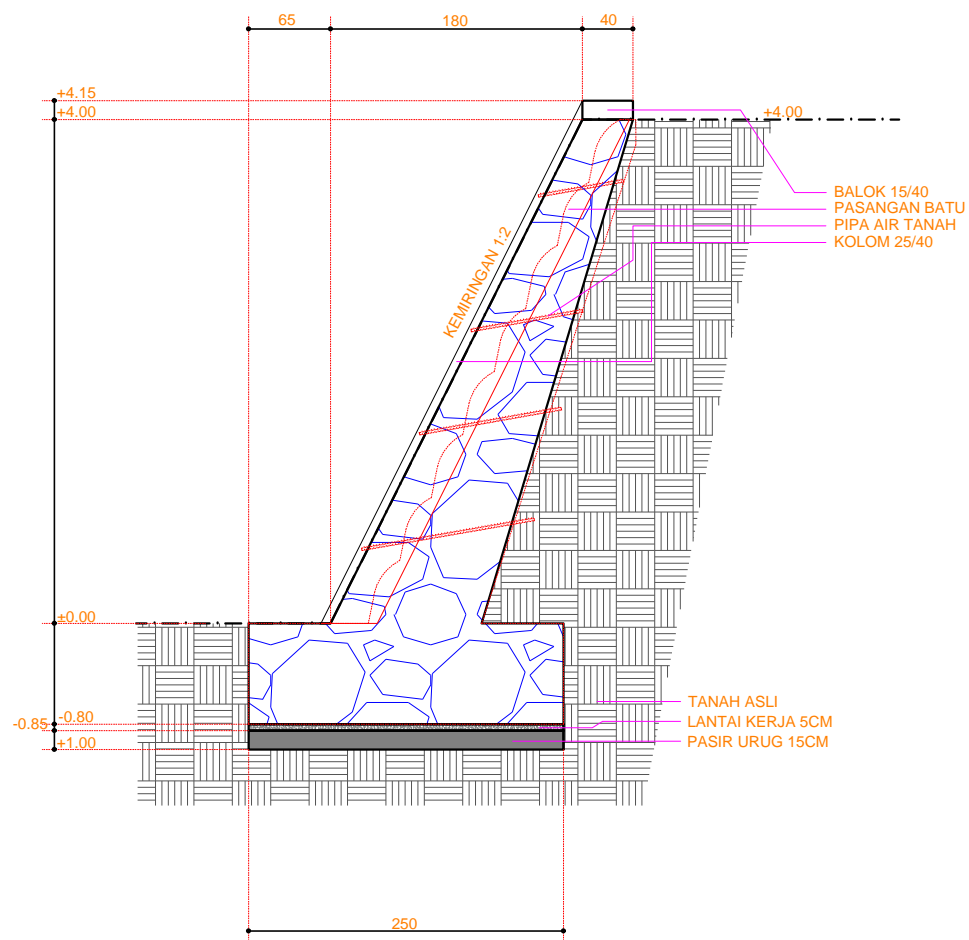 65
180
40
+4.15
+4.00
+4.00
BALOK 15/40
PASANGAN BATU
PIPA AIR TANAH
KOLOM 25/40
KEMIRINGAN 1:2
±0.00
-0.80
-0.85
+1.00
TANAH ASLI
LANTAI KERJA 5CM
PASIR URUG 15CM
250